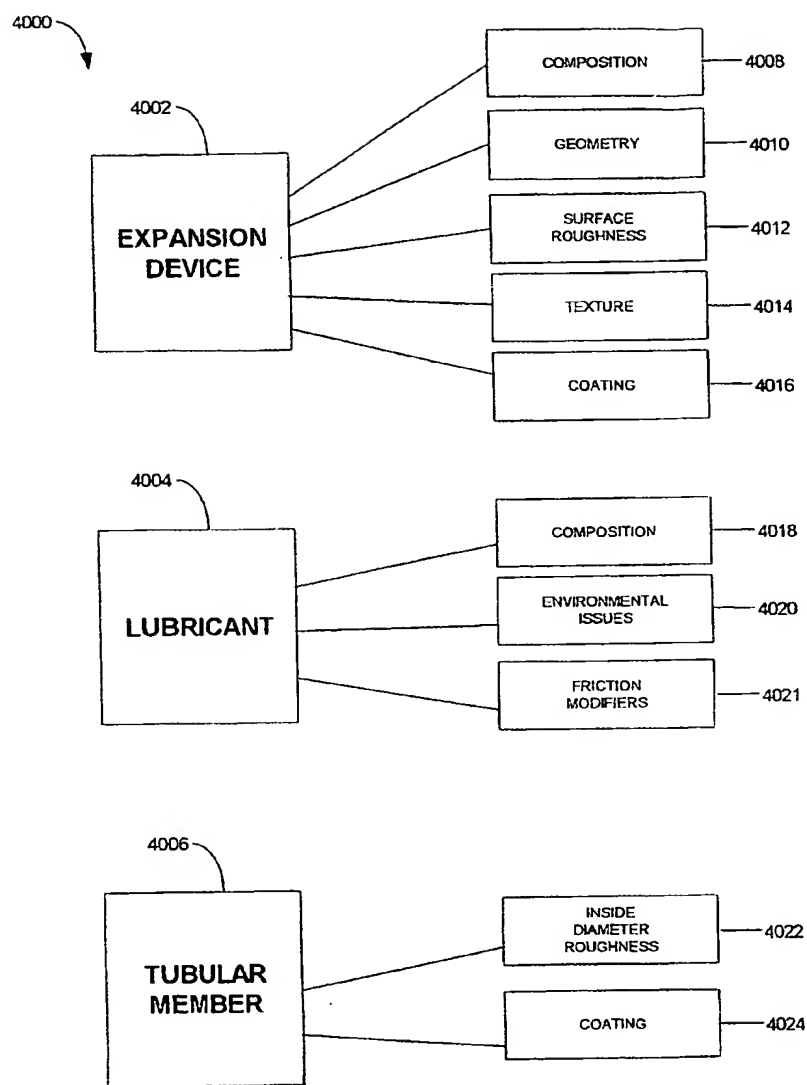 4000
4002
EXPANSION
DEVICE
COMPOSITION
4008
GEOMETRY
4010
SURFACE
ROUGHNESS
4012
TEXTURE
4014
COATING
4016
4004
LUBRICANT
COMPOSITION
4018
ENVIRONMENTAL
ISSUES
4020
FRICTION
MODIFIERS
4021
4006
TUBULAR
MEMBER
INSIDE
DIAMETER
ROUGHNESS
4022
COATING
4024